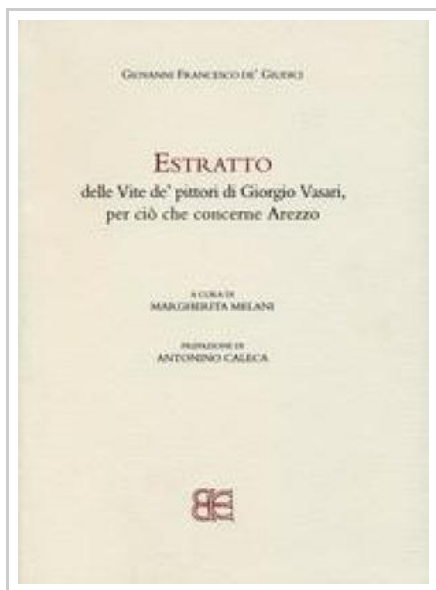 GIOVANNI FRANCESCO DE' GIUDICI
ESTRATTO
delle Vite de' pittori di Giorgio Vasari,
per ciò che concerne Arezzo
A CURA DI
MARGHERITA MELANI
PREFAZIONE DI
ANTONINO CALECA